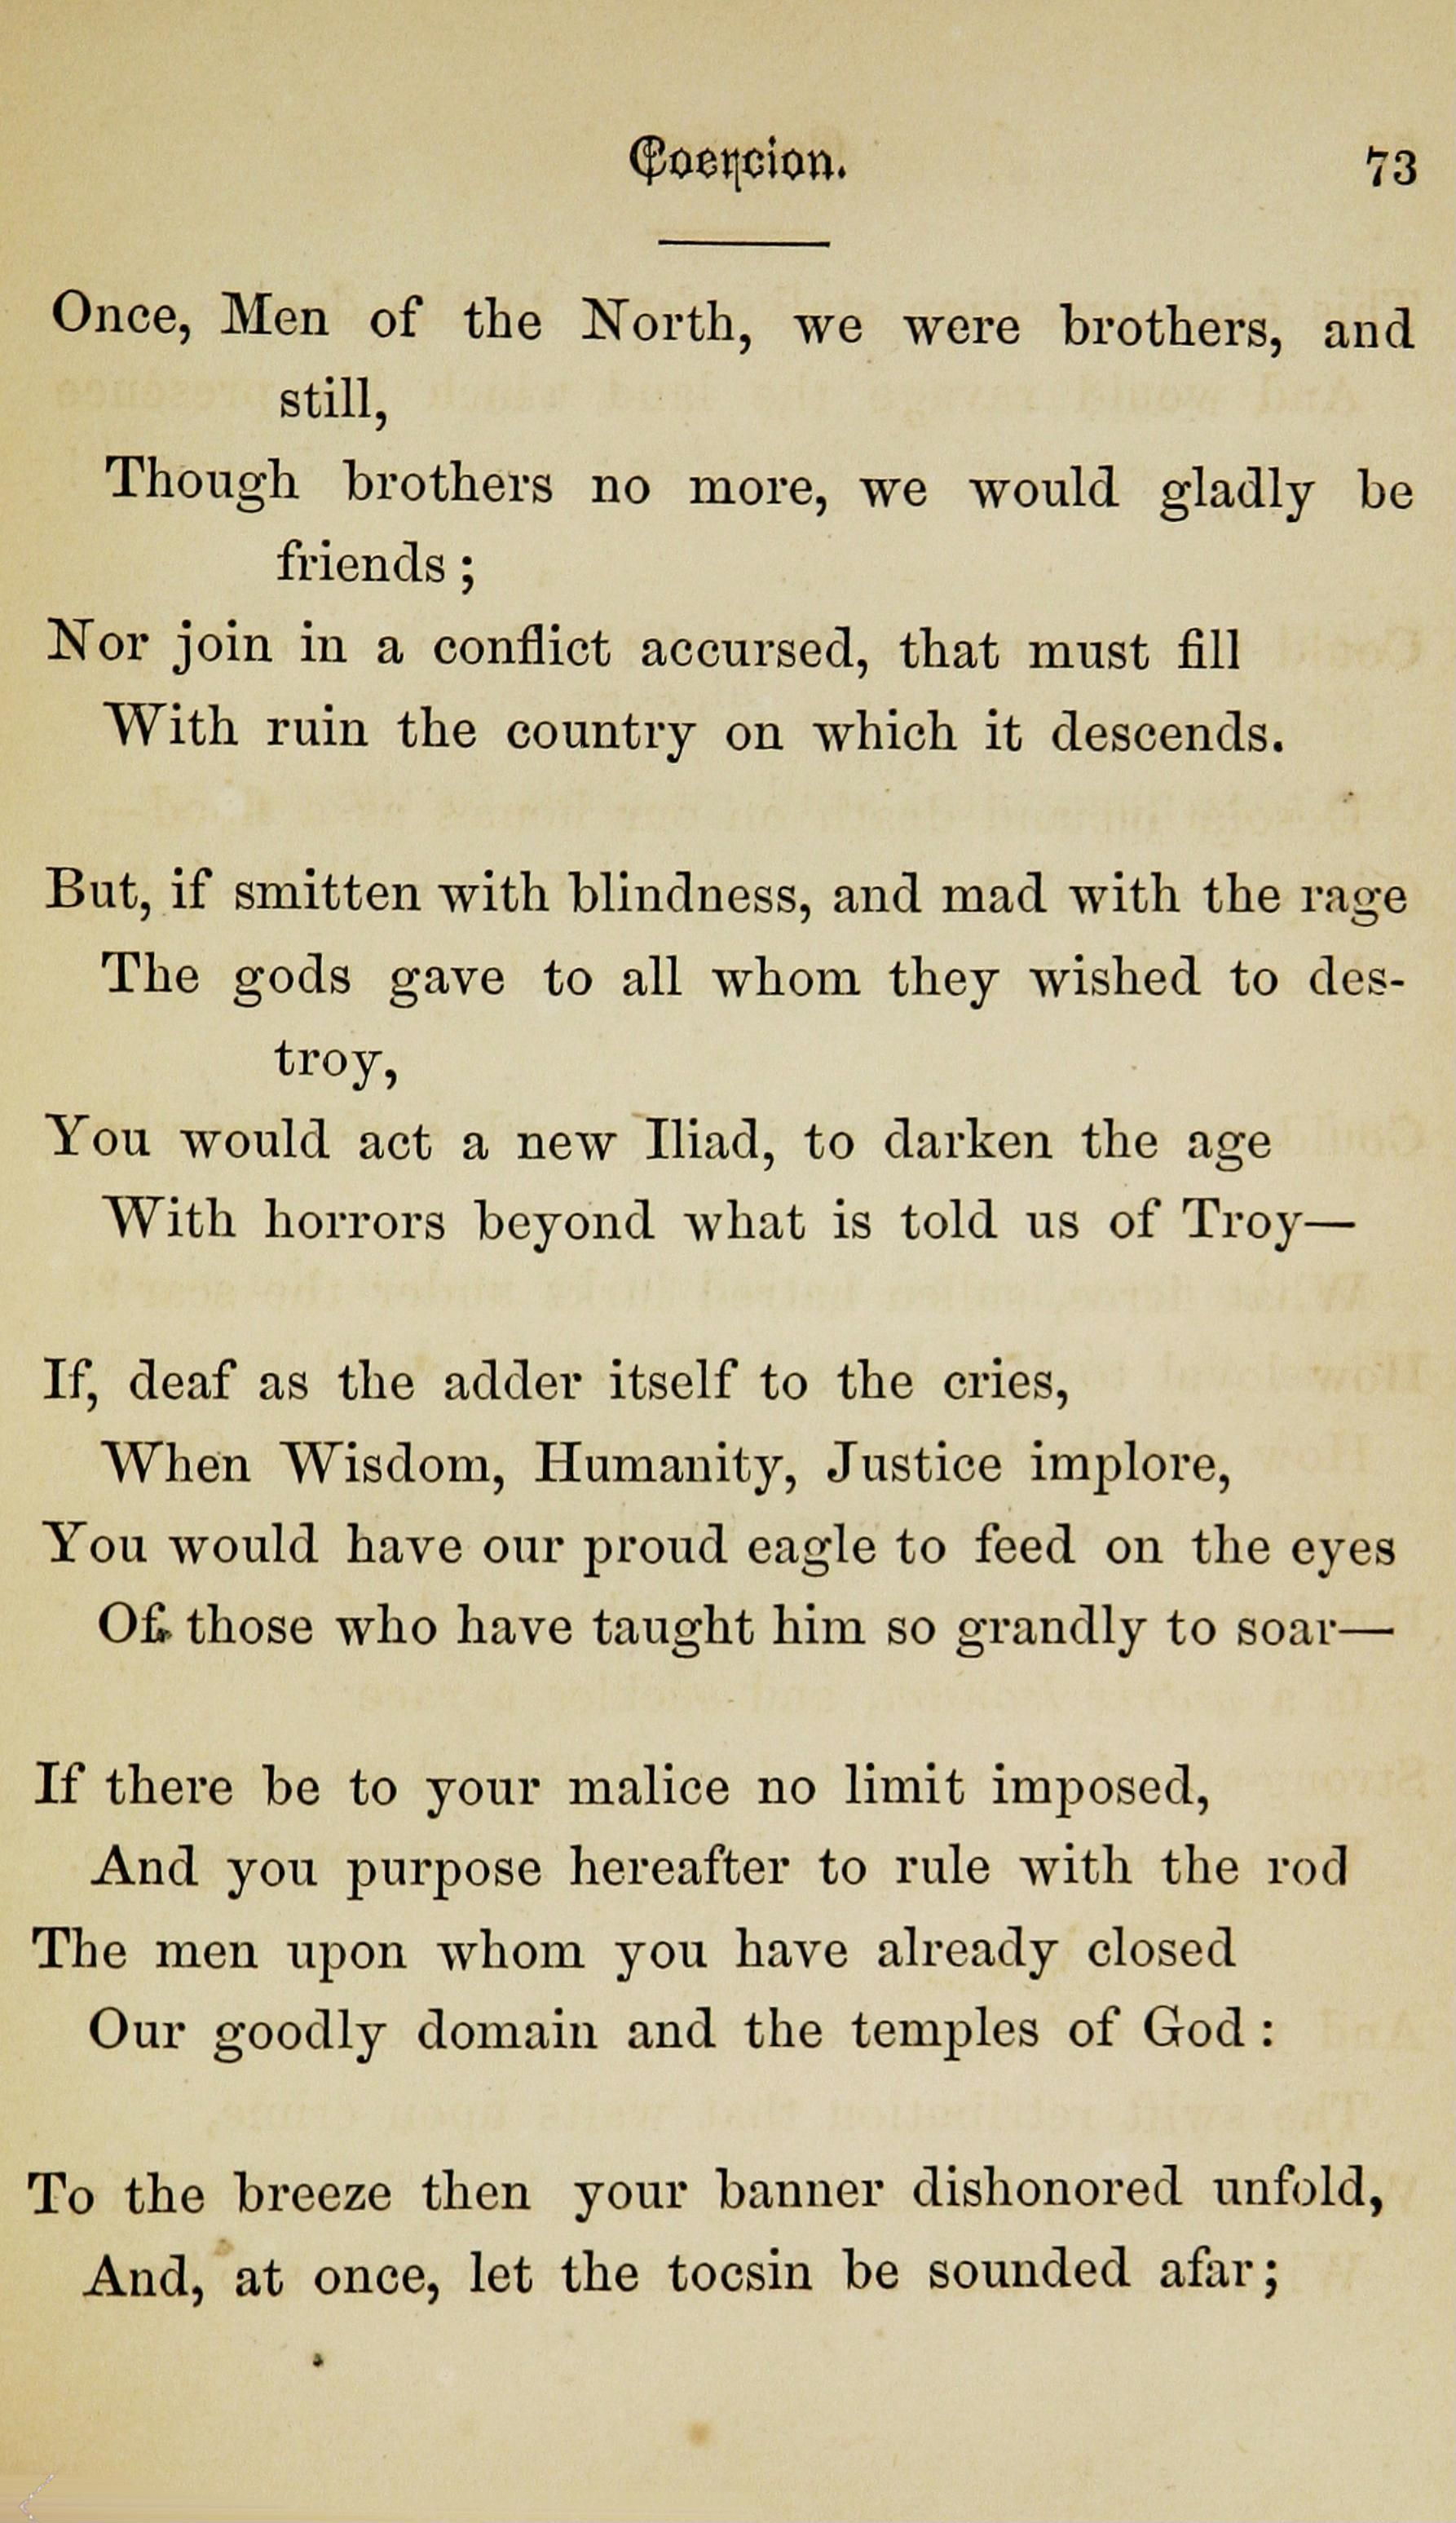 Coercion. 73
Once, Men of the North, we were brothers, and
still,
Though brothers no more, we would gladly be
friends ;
Nor join in a conflict accursed, that must fill
With ruin the country on which it descends.
But, if smitten with blindness, and mad with the rage
The gods gave to all whom they wished to des-
troy,
You would act a new Iliad, to darken the age
With horrors beyond what is told us of Troy—
If, deaf as the adder itself to the cries,
When Wisdom, Humanity, Justice implore,
You would have our proud eagle to feed on the eyes
Of those who have taught him so grandly to soar—
If there be to your malice no limit imposed,
And you purpose hereafter to rule with the rod
The men upon whom you have already closed
Our goodly domain and the temples of God :
To the breeze then your banner dishonored unfold,
And, at once, let the tocsin be sounded afar ;